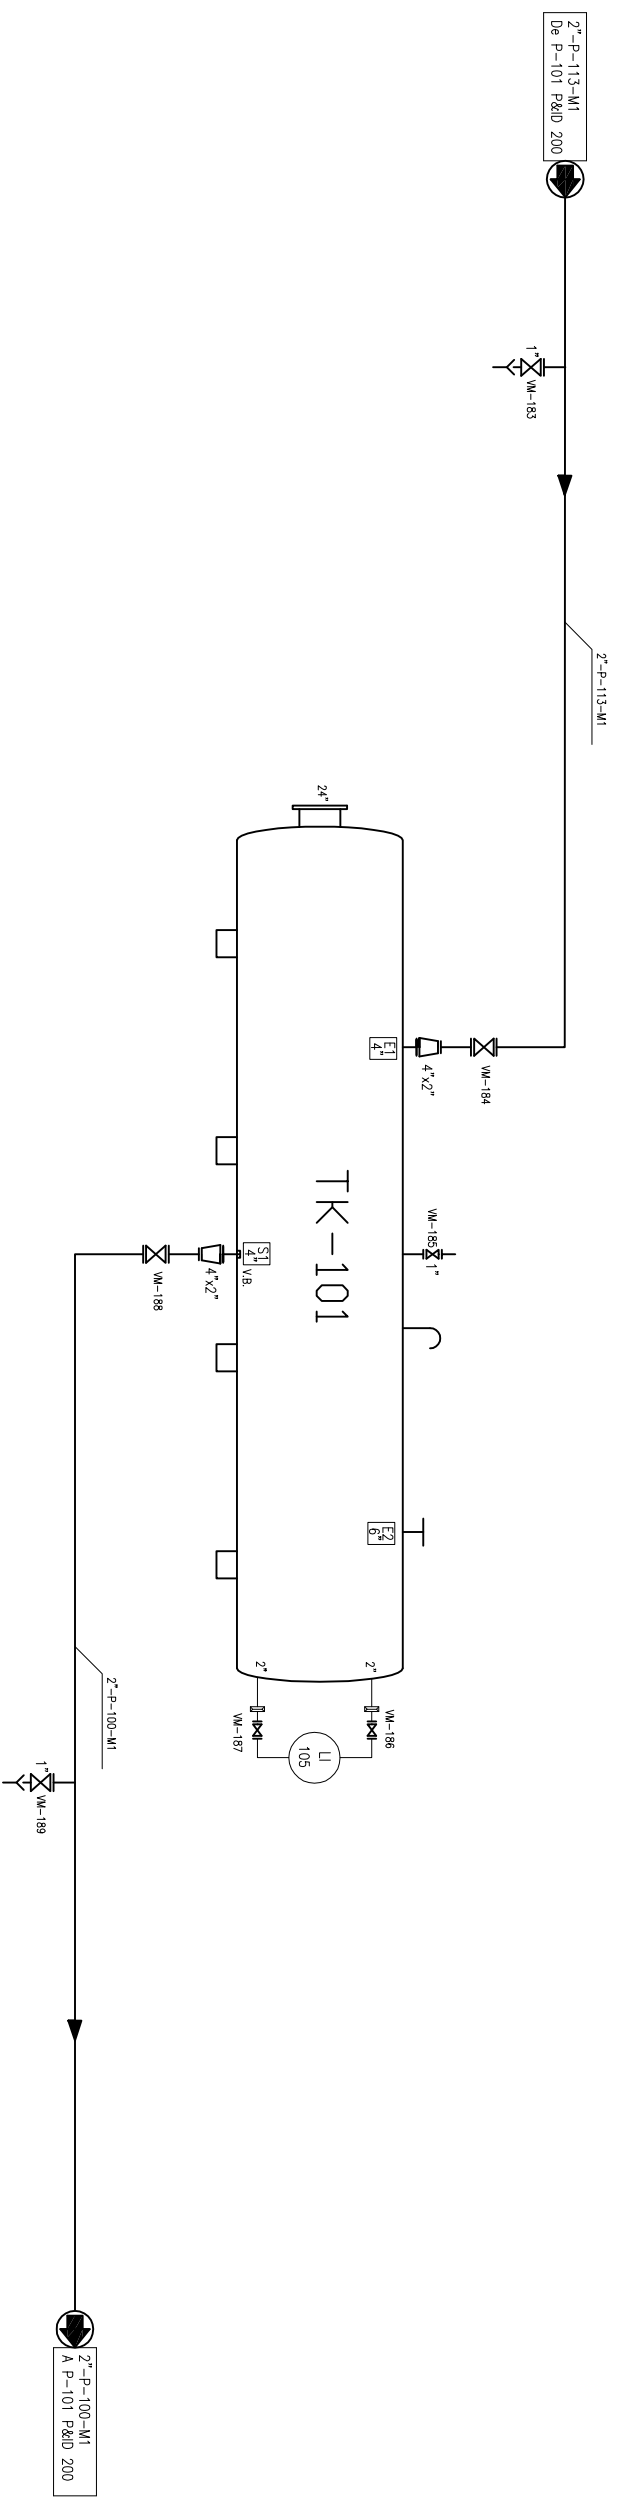 2"-P-113-M1
De P-101 P&ID 200
1"
VM-183
2"-P-113-M1
24"
E1
4"
4"x2"
VM-184
TK-101
VM-185
1"
S1
4"
V.B.
4"x2"
VM-188
E2
6"
2"
2"
VM-186
VM-187
LI
105
2"-P-100-M1
1"
VM-189
2"-P-100-M1
A P-101 P&ID 200